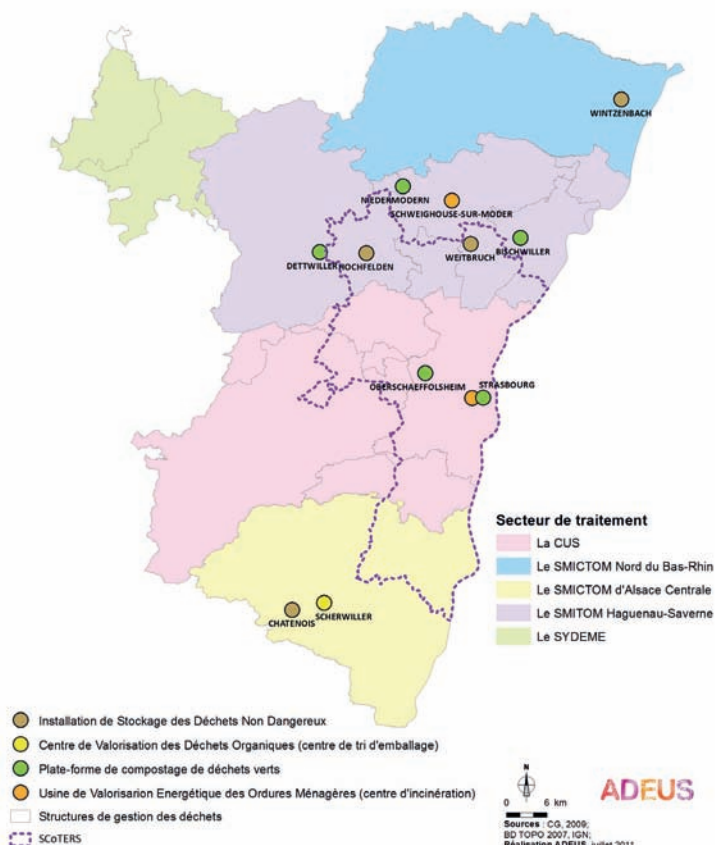 WINTZENBACH
NIEDERMODERN
SCHWEIGHOUSE-SUR-MODER
DETTWILLER
HOCHFELDEN
WEITBRUCH
BISCHWILLER
OBERSCHAEFFOLSHEIM
STRASBOURG
CHATENOIS
SCHERWILLER
Secteur de traitement
La CUS
Le SMICTOM Nord du Bas-Rhin
Le SMICTOM d'Alsace Centrale
Le SMITOM Haguenau-Saverne
Le SYDEME
Installation de Stockage des Déchets Non Dangereux
Centre de Valorisation des Déchets Organiques (centre de tri d'emballage)
Plate-forme de compostage de déchets verts
Usine de Valorisarion Energétique des Ordures Ménagères (centre d'incinération)
Structures de gestion des déchets
SCoTERS
N
0 6 km
ADEUS
Sources : CG, 2009;
BD TOPO 2007, IGN;
Réalisation ADEUS, juillet 2011